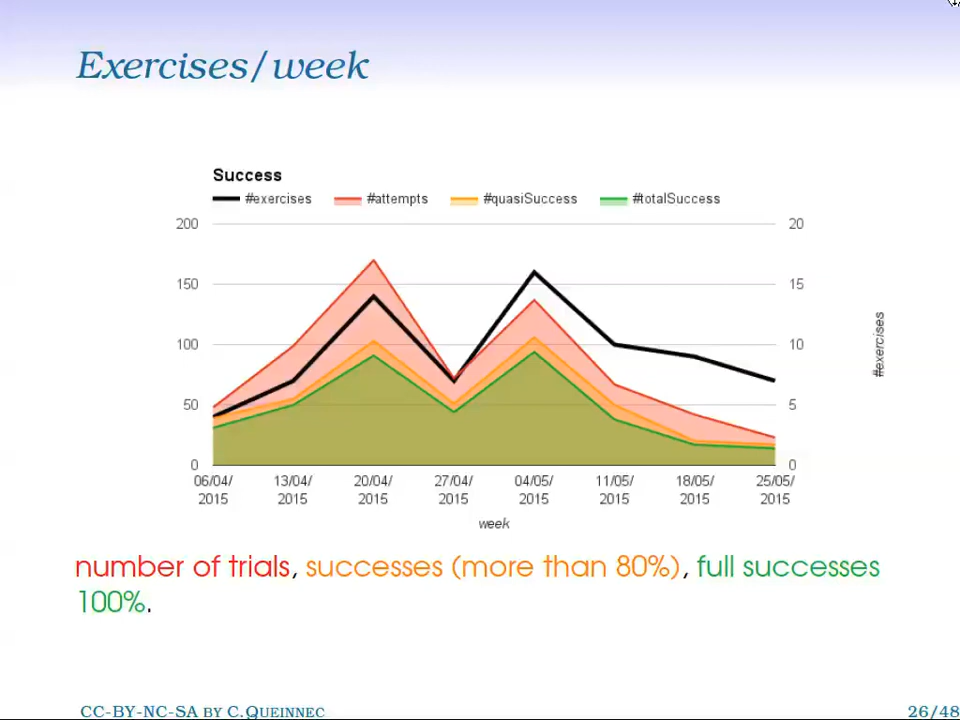 Exercises/week
Success
#exercises #attempts #quasiSuccess #totalSuccess
200 20
150 15
100 10
50 5
0 0
#exercises
06/04/ 13/04/ 20/04/ 27/04/ 04/05/ 11/05/ 18/05/ 25/05/
2015 2015 2015 2015 2015 2015 2015 2015
week
number of trials, successes (more than 80%), full successes
100%.
CC-BY-NC-SA BY C.QUEINNEC 26/48